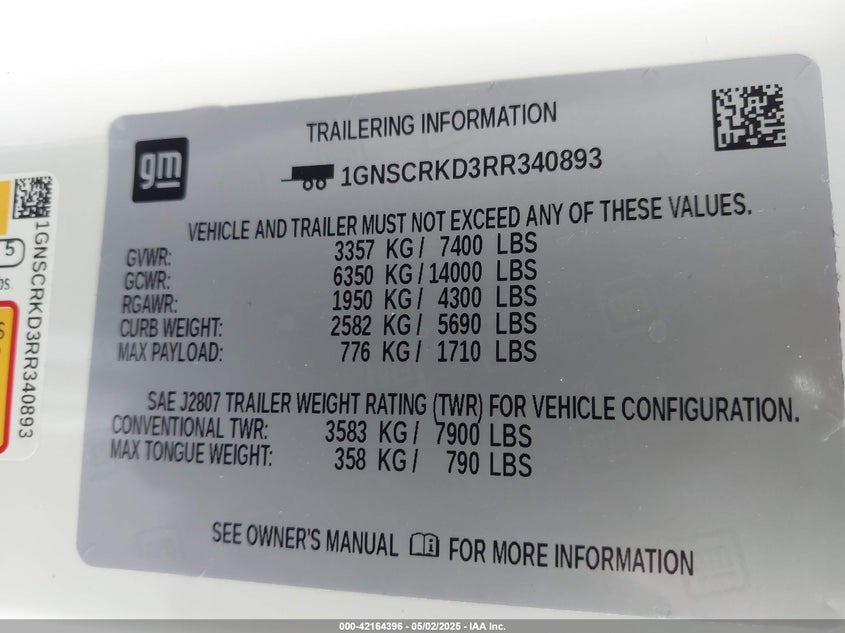 TRAILERING INFORMATION
gm
1GNSCRKD3RR340893
VEHICLE AND TRAILER MUST NOT EXCEED ANY OF THESE VALUES.
GVWR: 3357 KG / 7400 LBS
GCWR: 6350 KG / 14000 LBS
RGAWR: 1950 KG / 4300 LBS
CURB WEIGHT: 2582 KG / 5690 LBS
MAX PAYLOAD: 776 KG / 1710 LBS
SAE J2807 TRAILER WEIGHT RATING (TWR) FOR VEHICLE CONFIGURATION.
CONVENTIONAL TWR: 3583 KG / 7900 LBS
MAX TONGUE WEIGHT: 358 KG / 790 LBS
SEE OWNER'S MANUAL FOR MORE INFORMATION
1GNSCRKD3RR340893
5
000-42164396 - 05/02/2025 - IAA Inc.